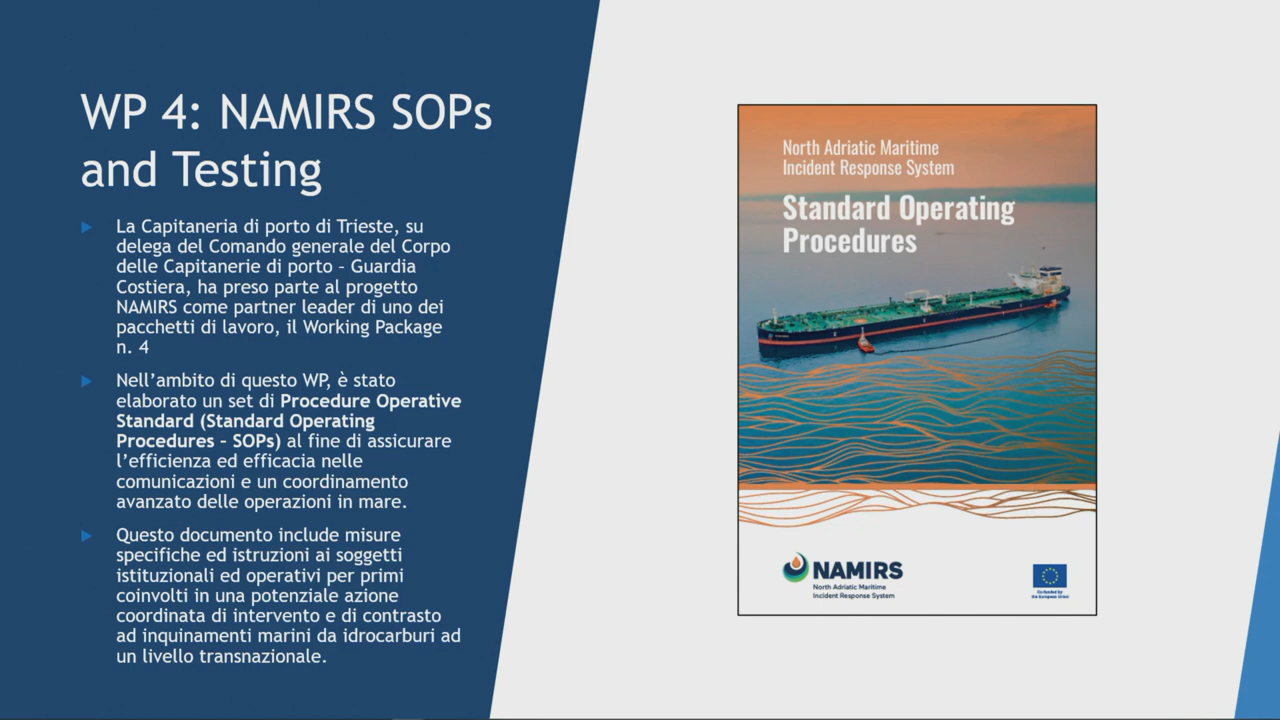 WP 4: NAMIRS SOPs
and Testing
La Capitaneria di porto di Trieste, su
delega del Comando generale del Corpo
delle Capitanerie di porto – Guardia
Costiera, ha preso parte al progetto
NAMIRS come partner leader di uno dei
pacchetti di lavoro, il Working Package
n. 4
Nell’ambito di questo WP, è stato
elaborato un set di Procedure Operative
Standard (Standard Operating
Procedures – SOPs) al fine di assicurare
l’efficienza ed efficacia nelle
comunicazioni e un coordinamento
avanzato delle operazioni in mare.
Questo documento include misure
specifiche ed istruzioni ai soggetti
istituzionali ed operativi per primi
coinvolti in una potenziale azione
coordinata di intervento e di contrasto
ad inquinamenti marini da idrocarburi ad
un livello transnazionale.
North Adriatic Maritime
Incident Response System
Standard Operating
Procedures
NAMIRS
North Adriatic Maritime
Incident Response System
Co-funded by
the European Union